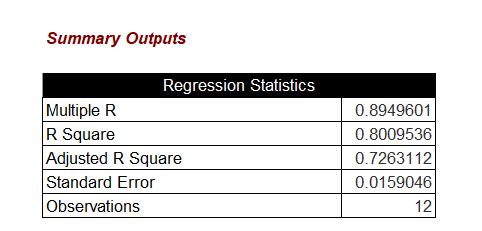 Summary Outputs
Regression Statistics
Multiple R 0.8949601
R Square 0.8009536
Adjusted R Square 0.7263112
Standard Error 0.0159046
Observations 12